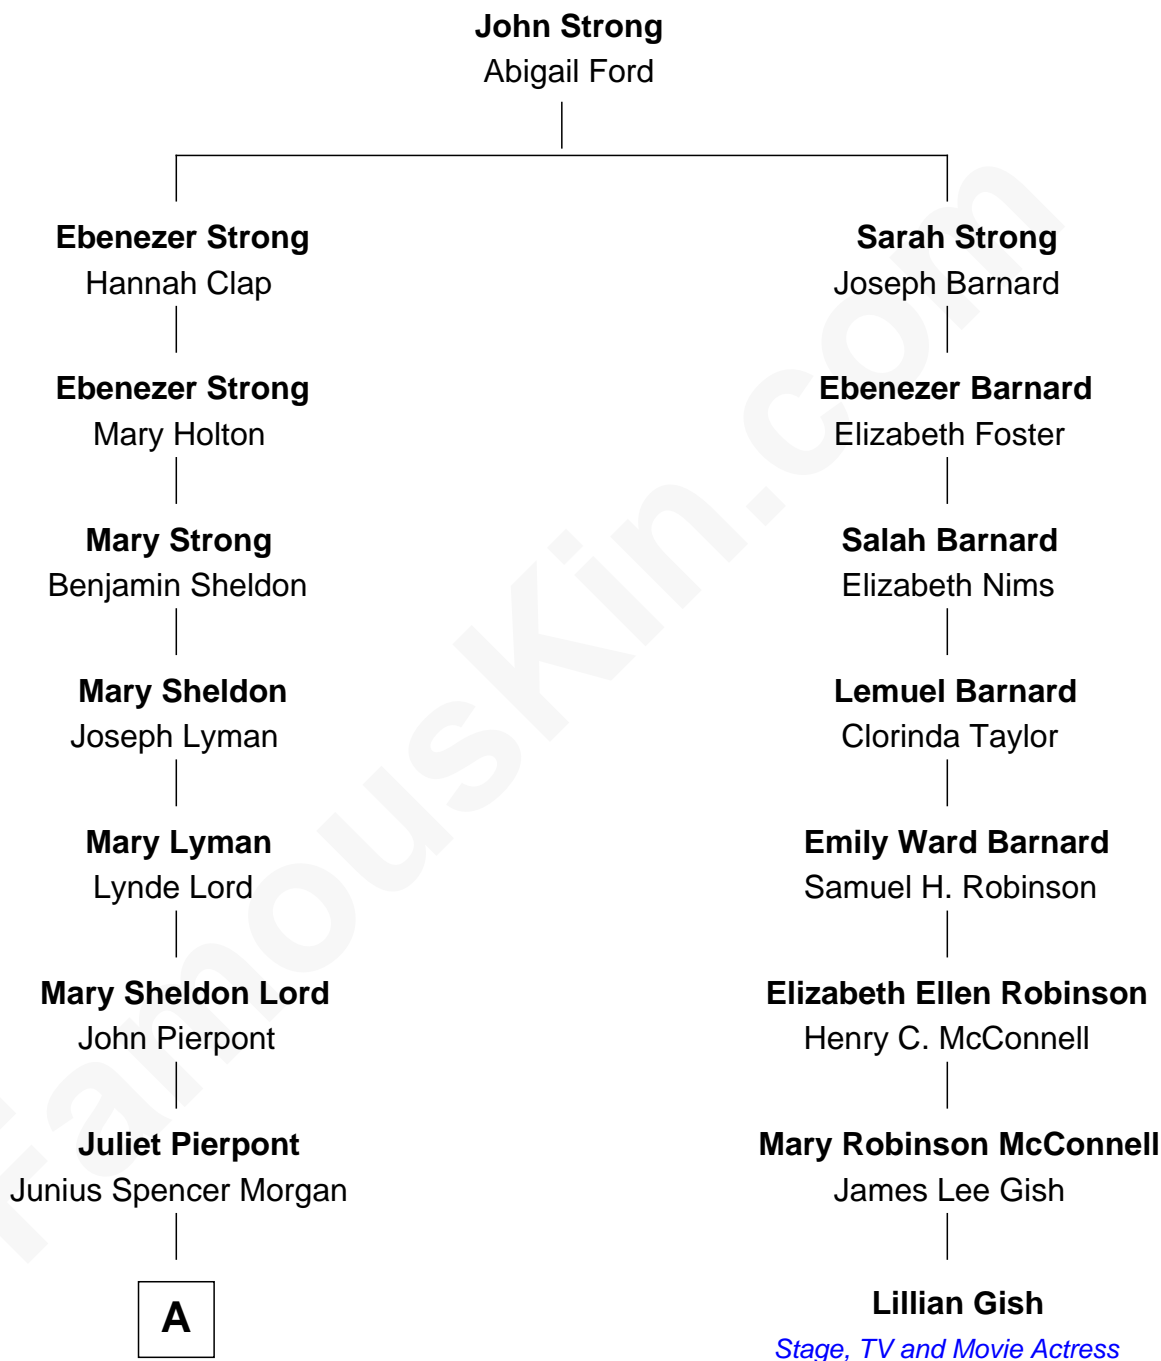 John Strong
Abigail Ford
Ebenezer Strong
Hannah Clap
Sarah Strong
Joseph Barnard
Ebenezer Strong
Mary Holton
Ebenezer Barnard
Elizabeth Foster
Mary Strong
Benjamin Sheldon
Salah Barnard
Elizabeth Nims
Mary Sheldon
Joseph Lyman
Lemuel Barnard
Clorinda Taylor
Mary Lyman
Lynde Lord
Emily Ward Barnard
Samuel H. Robinson
Mary Sheldon Lord
John Pierpont
Elizabeth Ellen Robinson
Henry C. McConnell
Juliet Pierpont
Junius Spencer Morgan
Mary Robinson McConnell
James Lee Gish
A
Lillian Gish
Stage, TV and Movie Actress
FamousKin.com